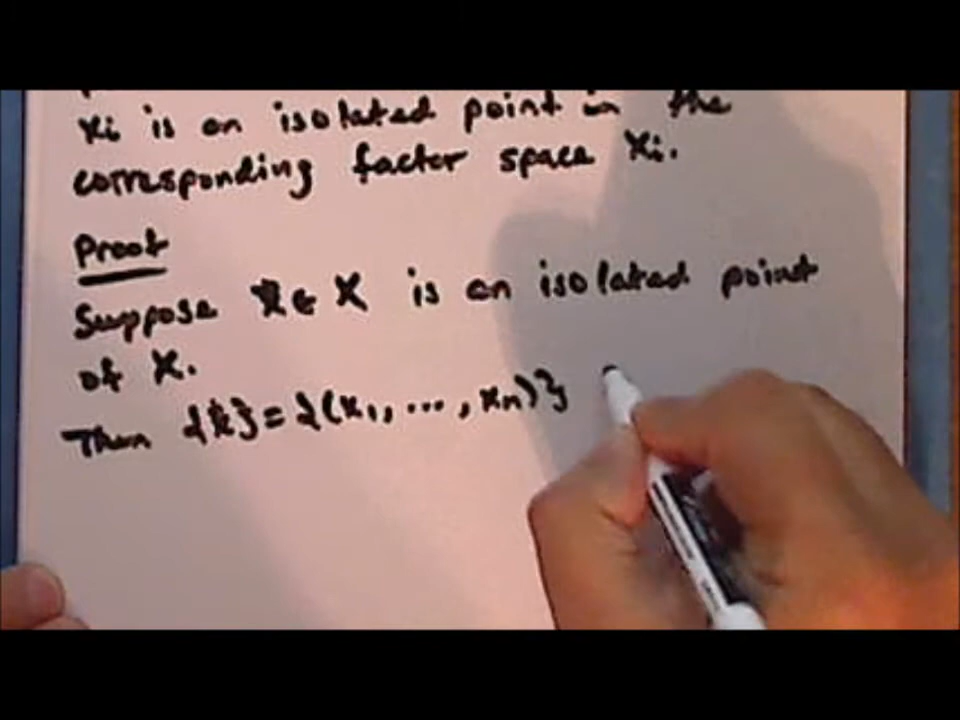 xi is an isolated point in the
corresponding factor space Xi.
Proof
Suppose x ∈ X is an isolated point
of X.
Then {x} = {(x1, ..., xn)}